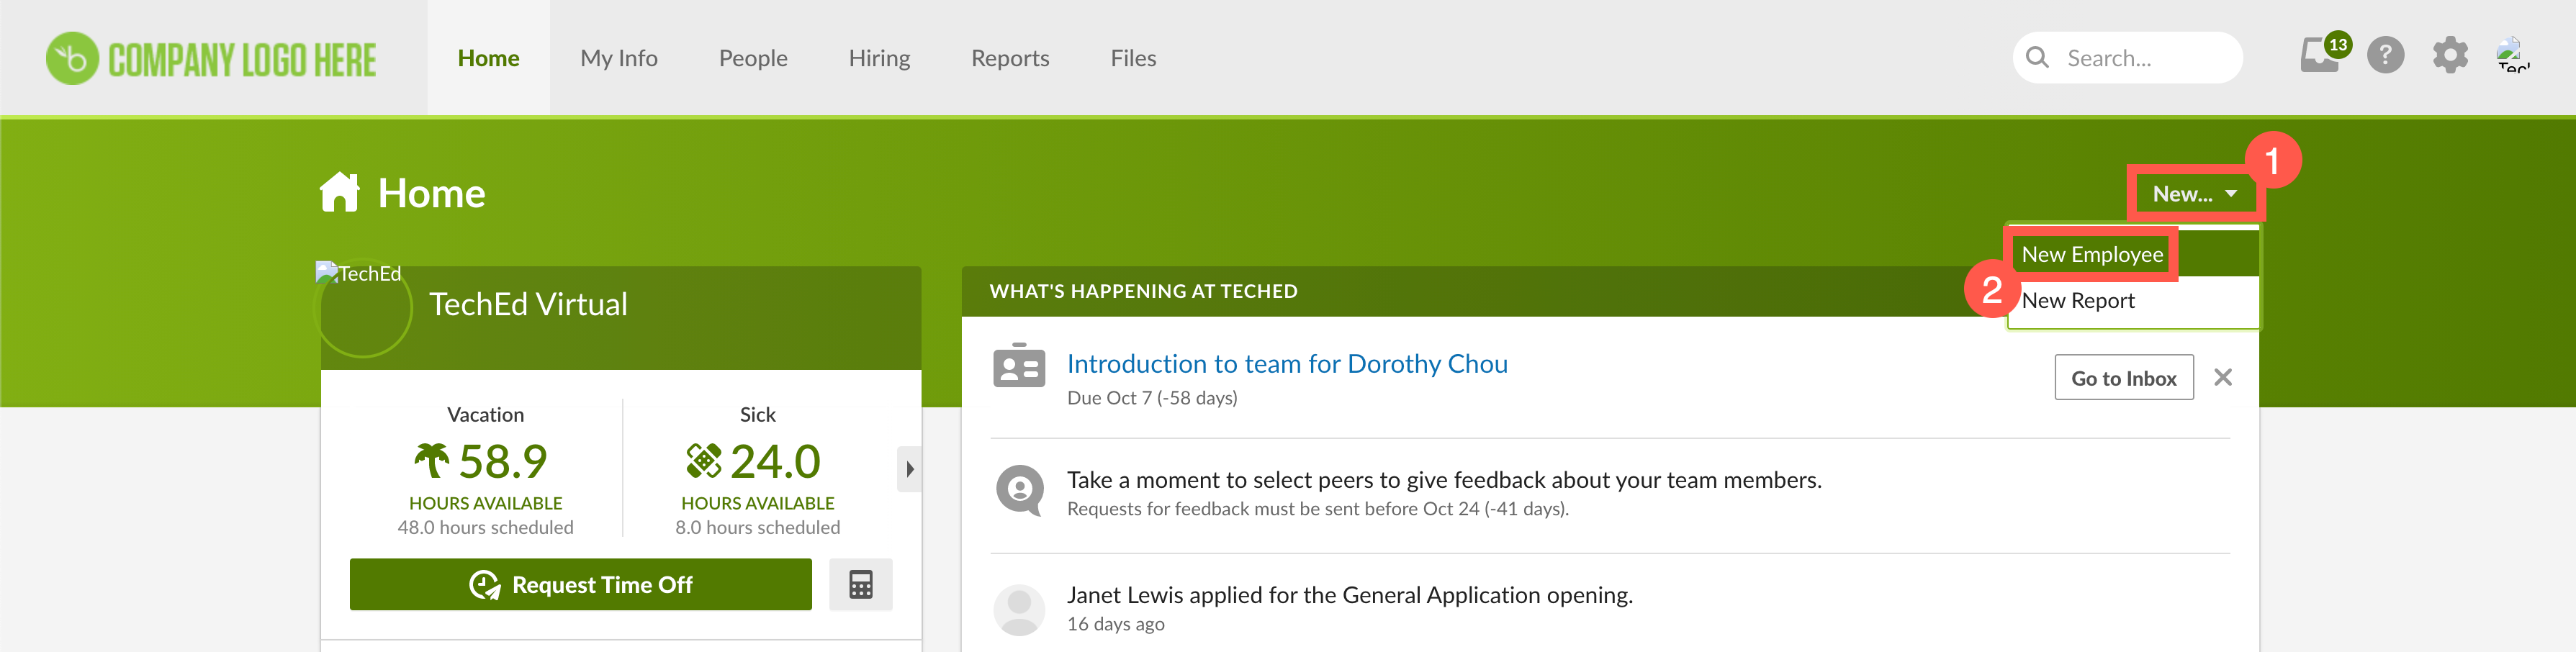 COMPANY LOGO HERE
Home
My Info
People
Hiring
Reports
Files
Search...
13
?
Home
New...
1
New Employee
2
New Report
TechEd
TechEd Virtual
Vacation
58.9
HOURS AVAILABLE
48.0 hours scheduled
Sick
24.0
HOURS AVAILABLE
8.0 hours scheduled
Request Time Off
WHAT'S HAPPENING AT TECHED
Introduction to team for Dorothy Chou
Due Oct 7 (-58 days)
Go to Inbox
Take a moment to select peers to give feedback about your team members.
Requests for feedback must be sent before Oct 24 (-41 days).
Janet Lewis applied for the General Application opening.
16 days ago